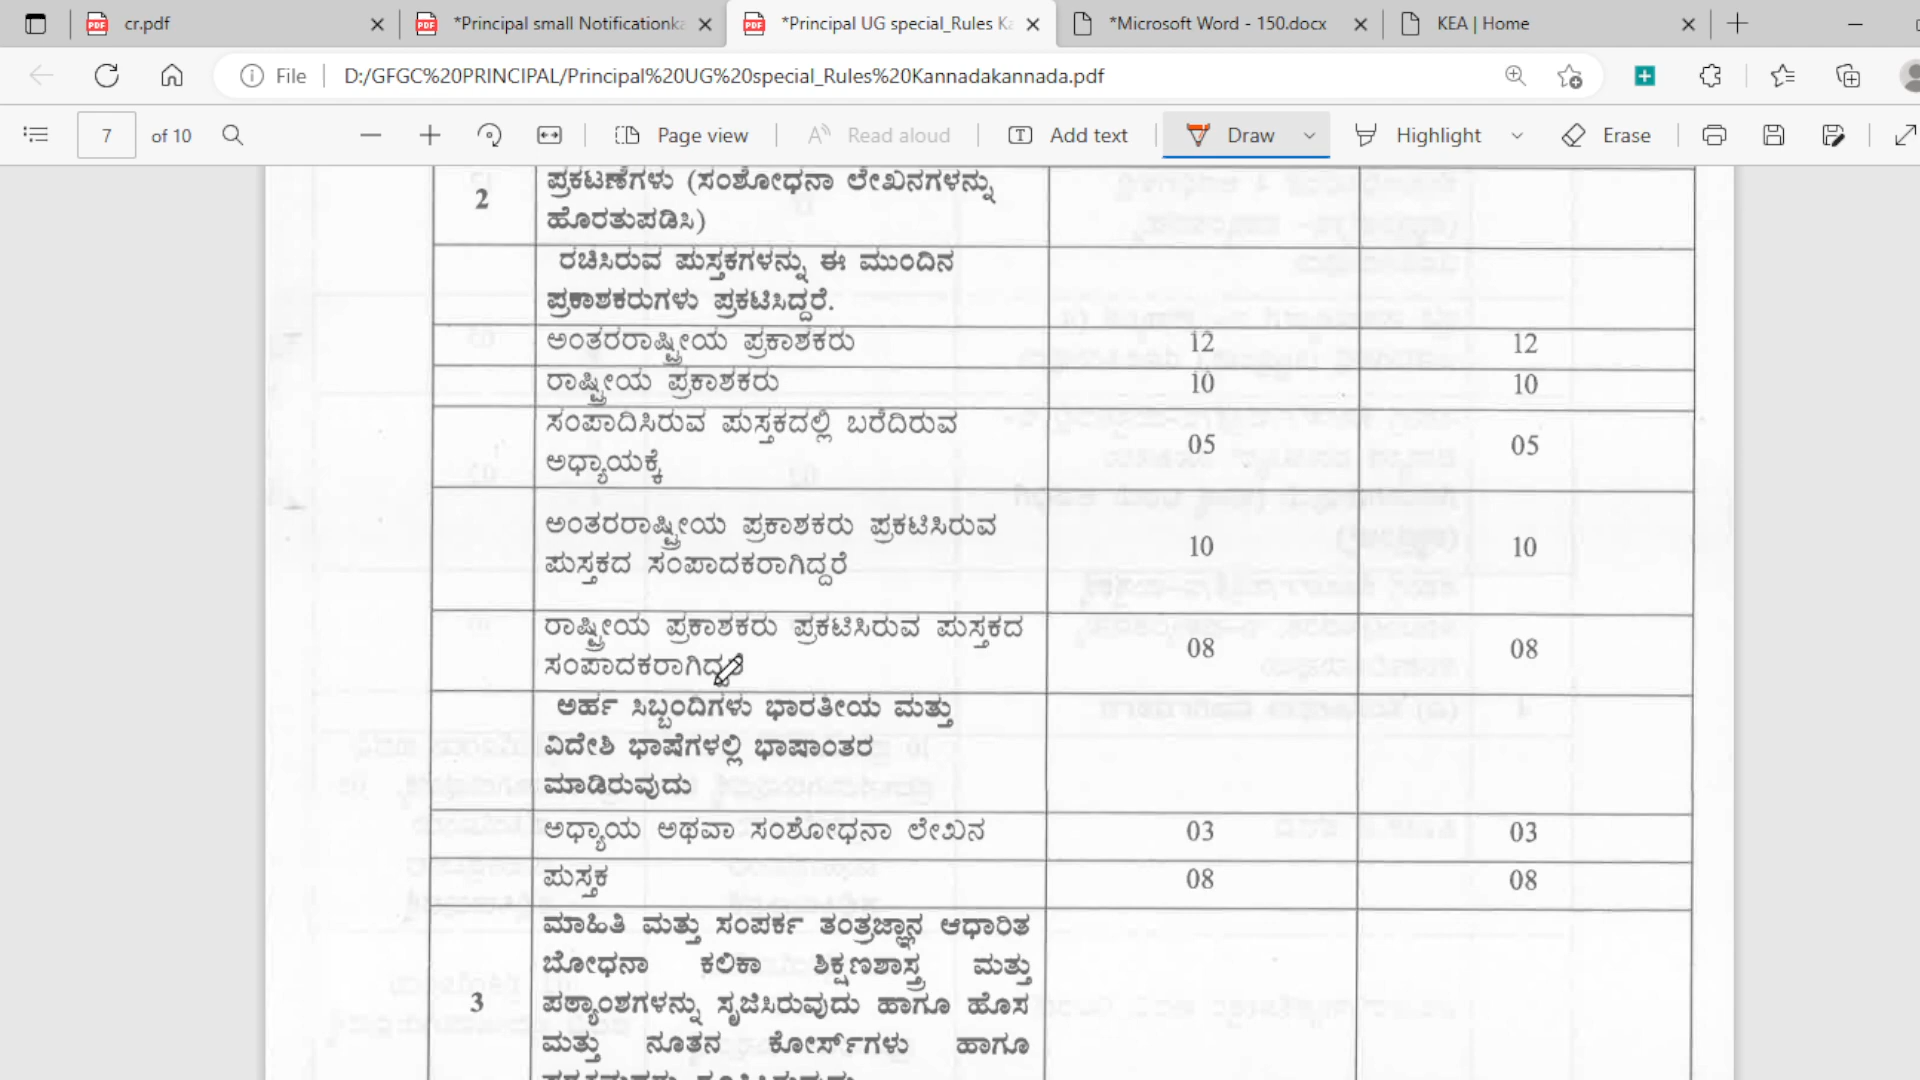 cr.pdf
*Principal small Notificationka
*Principal UG special_Rules Ka
*Microsoft Word - 150.docx
KEA | Home
File
D:/GFGC%20PRINCIPAL/Principal%20UG%20special_Rules%20Kannadakannada.pdf
7 of 10
Page view
Read aloud
Add text
Draw
Highlight
Erase
2 ಪ್ರಕಟಣೆಗಳು (ಸಂಶೋಧನಾ ಲೇಖನಗಳನ್ನು
ಹೊರತುಪಡಿಸಿ)
ರಚಿಸಿರುವ ಪುಸ್ತಕಗಳನ್ನು ಈ ಮುಂದಿನ
ಪ್ರಕಾಶಕರುಗಳು ಪ್ರಕಟಿಸಿದ್ದರೆ.
ಅಂತರರಾಷ್ಟ್ರೀಯ ಪ್ರಕಾಶಕರು 12 12
ರಾಷ್ಟ್ರೀಯ ಪ್ರಕಾಶಕರು 10 10
ಸಂಪಾದಿಸಿರುವ ಪುಸ್ತಕದಲ್ಲಿ ಬರೆದಿರುವ
ಅಧ್ಯಾಯಕ್ಕೆ 05 05
ಅಂತರರಾಷ್ಟ್ರೀಯ ಪ್ರಕಾಶಕರು ಪ್ರಕಟಿಸಿರುವ
ಪುಸ್ತಕದ ಸಂಪಾದಕರಾಗಿದ್ದರೆ 10 10
ರಾಷ್ಟ್ರೀಯ ಪ್ರಕಾಶಕರು ಪ್ರಕಟಿಸಿರುವ ಪುಸ್ತಕದ
ಸಂಪಾದಕರಾಗಿದ್ದರೆ 08 08
ಅರ್ಹ ಸಿಬ್ಬಂದಿಗಳು ಭಾರತೀಯ ಮತ್ತು
ವಿದೇಶಿ ಭಾಷೆಗಳಲ್ಲಿ ಭಾಷಾಂತರ
ಮಾಡಿರುವುದು
ಅಧ್ಯಾಯ ಅಥವಾ ಸಂಶೋಧನಾ ಲೇಖನ 03 03
ಪುಸ್ತಕ 08 08
ಮಾಹಿತಿ ಮತ್ತು ಸಂಪರ್ಕ ತಂತ್ರಜ್ಞಾನ ಆಧಾರಿತ
ಬೋಧನಾ ಕಲಿಕಾ ಶಿಕ್ಷಣಶಾಸ್ತ್ರ ಮತ್ತು
3 ಪಠ್ಯಾಂಶಗಳನ್ನು ಸೃಜಿಸಿರುವುದು ಹಾಗೂ ಹೊಸ
ಮತ್ತು ನೂತನ ಕೋರ್ಸ್‌ಗಳು ಹಾಗೂ